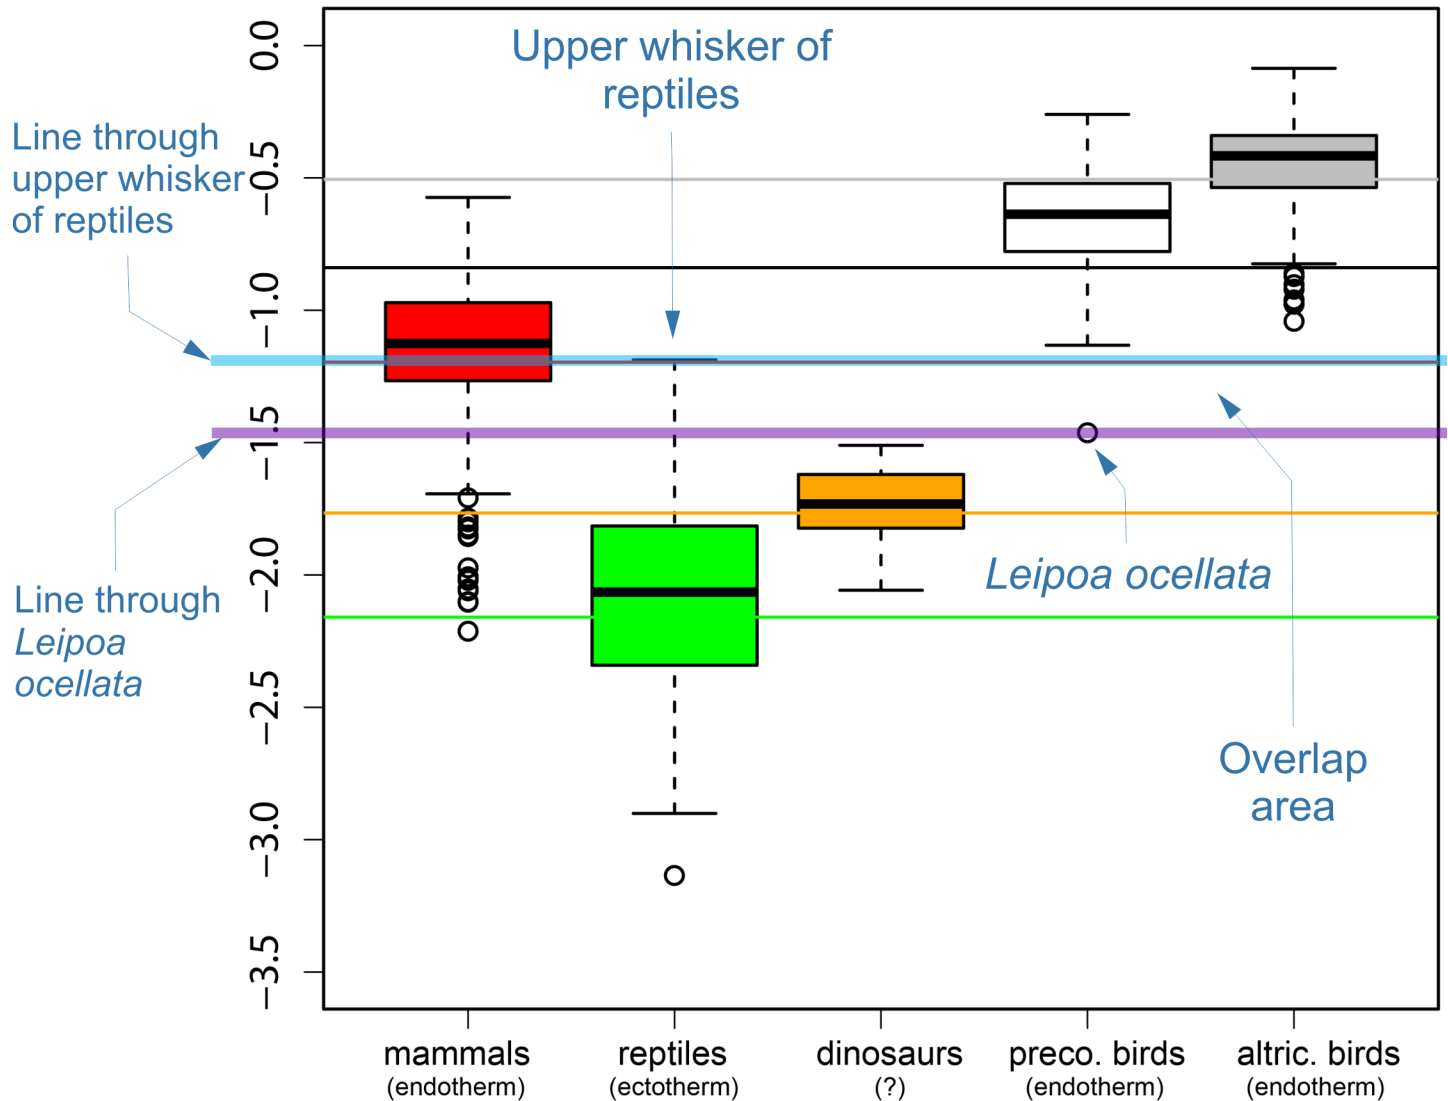 Upper whisker of
reptiles
Line through
upper whisker
of reptiles
Line through
Leipoa
ocellata
Leipoa ocellata
Overlap
area
0.0
−0.5
−1.0
−1.5
−2.0
−2.5
−3.0
−3.5
mammals
(endotherm)
reptiles
(ectotherm)
dinosaurs
(?)
preco. birds
(endotherm)
altric. birds
(endotherm)